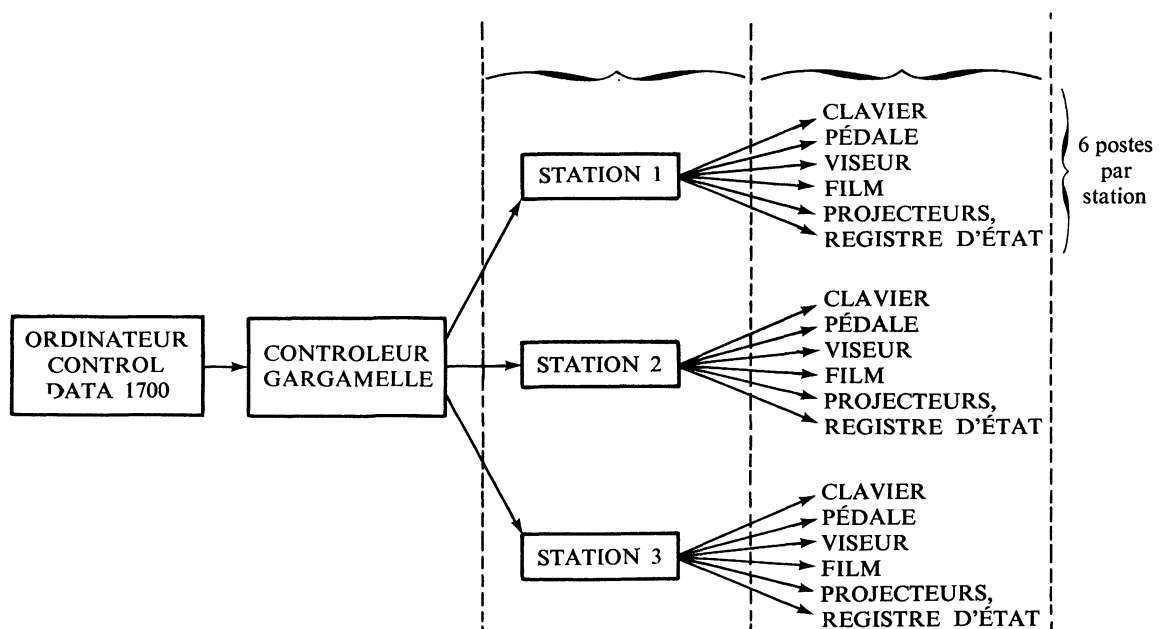 ORDINATEUR
CONTROL
DATA 1700
CONTROLEUR
GARGAMELLE
STATION 1
CLAVIER
PÉDALE
VISEUR
FILM
PROJECTEURS,
REGISTRE D'ÉTAT
6 postes
par
station
STATION 2
CLAVIER
PÉDALE
VISEUR
FILM
PROJECTEURS,
REGISTRE D'ÉTAT
STATION 3
CLAVIER
PÉDALE
VISEUR
FILM
PROJECTEURS,
REGISTRE D'ÉTAT